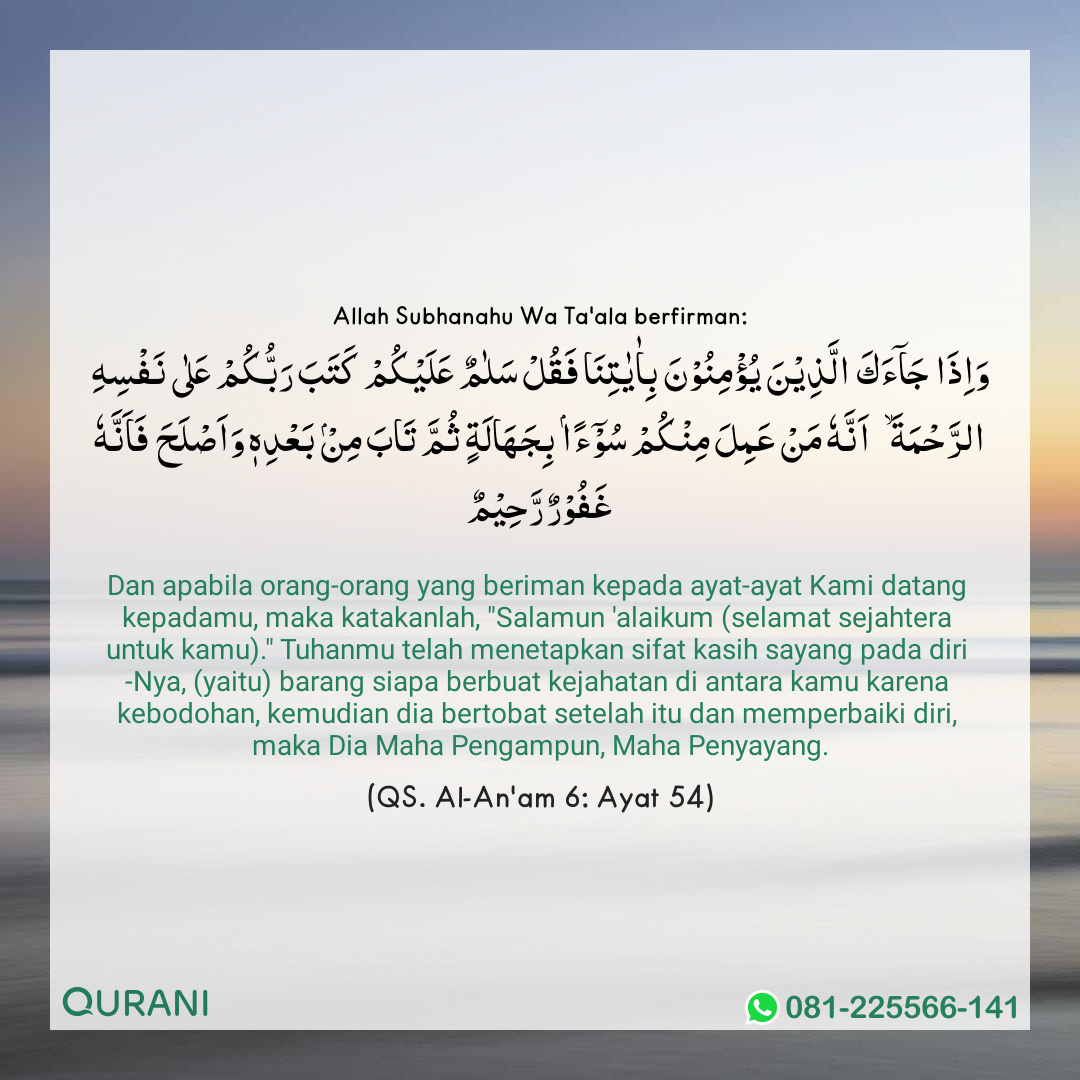 Allah Subhanahu Wa Ta'ala berfirman:
وَاِذَا جَآءَكَ الَّذِيْنَ يُؤْمِنُوْنَ بِاٰيٰتِنَا فَقُلْ سَلٰمٌ عَلَيْكُمْ كَتَبَ رَبُّكُمْ عَلٰى نَفْسِهِ
الرَّحْمَةَ ۙ اَنَّهٗ مَنْ عَمِلَ مِنْكُمْ سُوْٓءًاۢ بِجَهَالَةٍ ثُمَّ تَابَ مِنْۢ بَعْدِهٖ وَاَصْلَحَ فَاَنَّهٗ
غَفُوْرٌ رَّحِيْمٌ
Dan apabila orang-orang yang beriman kepada ayat-ayat Kami datang
kepadamu, maka katakanlah, "Salamun 'alaikum (selamat sejahtera
untuk kamu)." Tuhanmu telah menetapkan sifat kasih sayang pada diri
-Nya, (yaitu) barang siapa berbuat kejahatan di antara kamu karena
kebodohan, kemudian dia bertobat setelah itu dan memperbaiki diri,
maka Dia Maha Pengampun, Maha Penyayang.
(QS. Al-An'am 6: Ayat 54)
QURANI
081-225566-141